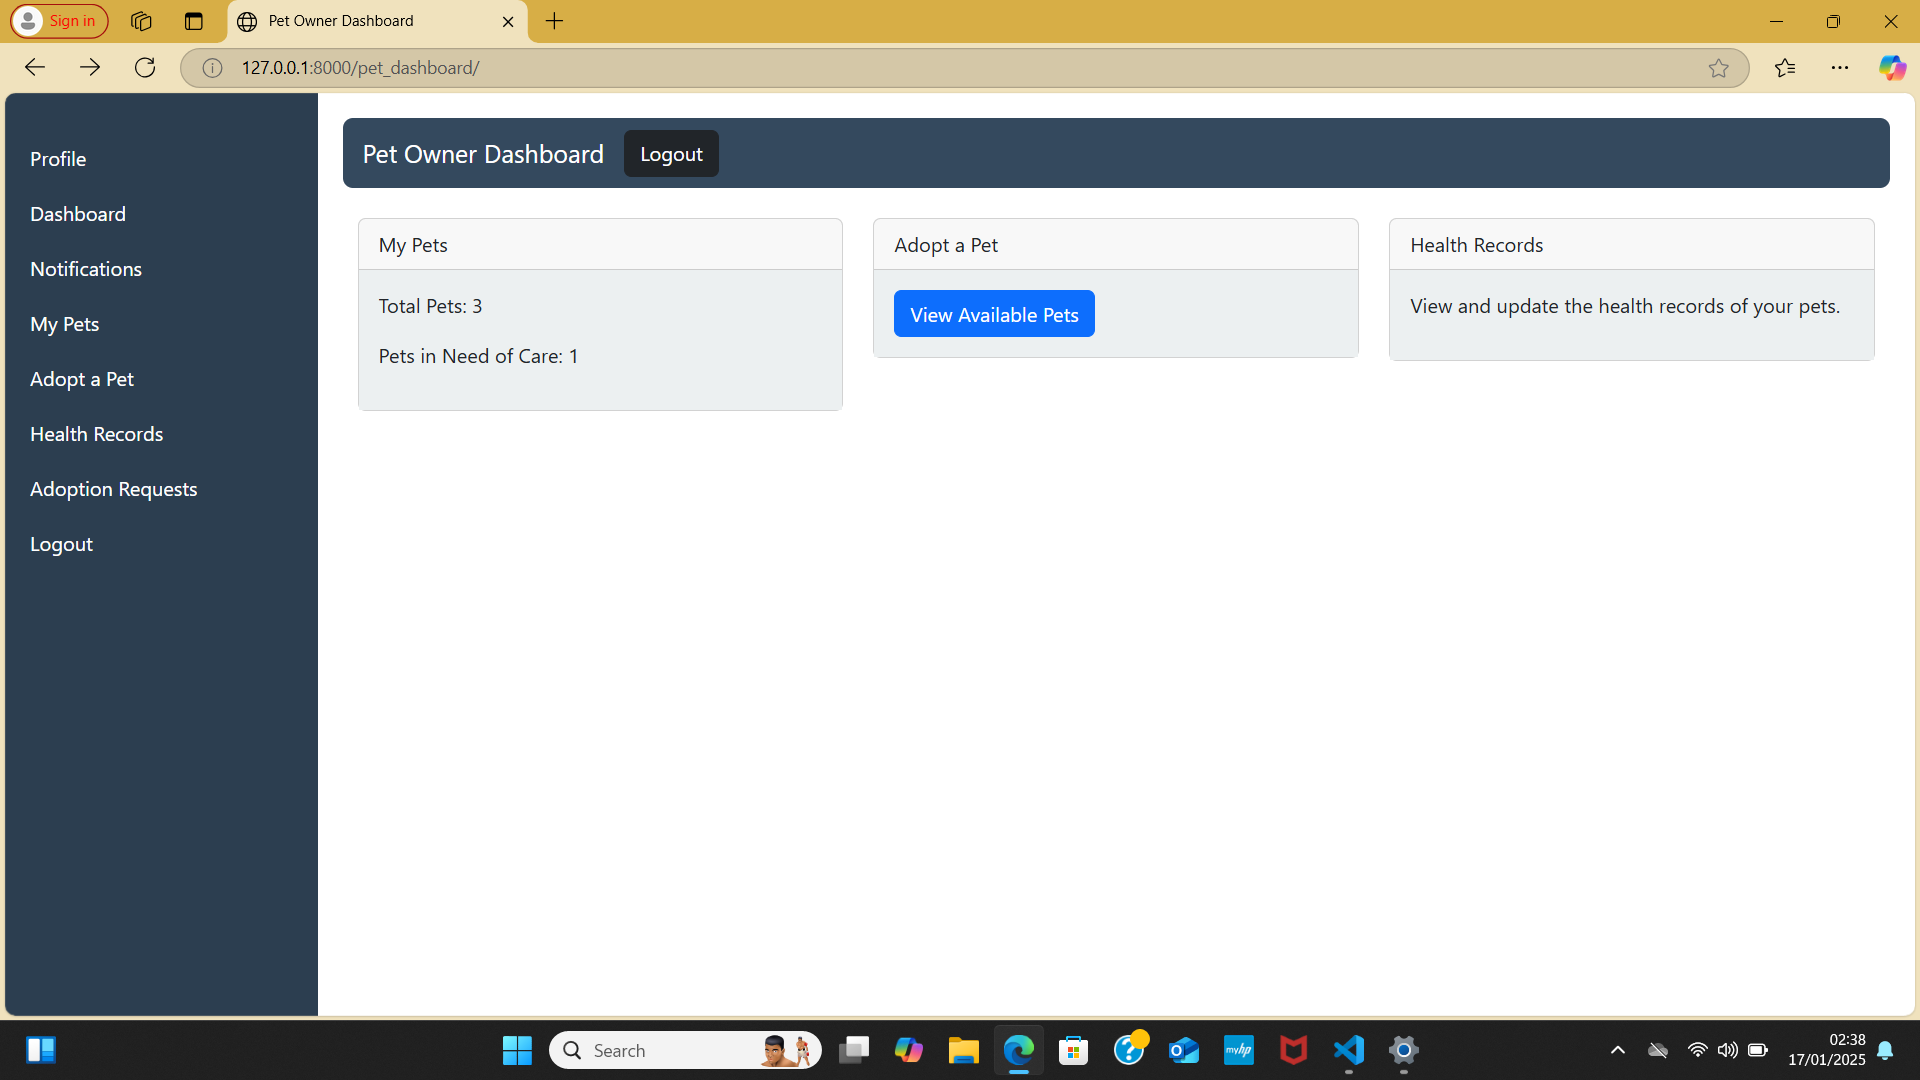 Sign in
Pet Owner Dashboard
127.0.0.1:8000/pet_dashboard/
Profile
Dashboard
Notifications
My Pets
Adopt a Pet
Health Records
Adoption Requests
Logout
Pet Owner Dashboard
Logout
My Pets
Total Pets: 3
Pets in Need of Care: 1
Adopt a Pet
View Available Pets
Health Records
View and update the health records of your pets.
Search
myhp
02:38
17/01/2025